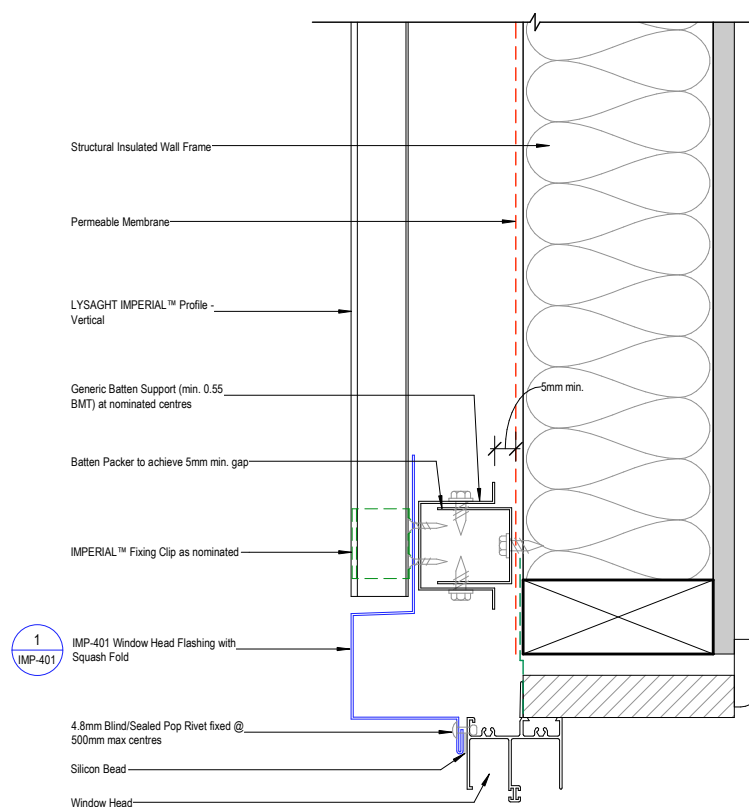 Structural Insulated Wall Frame
Permeable Membrane
LYSAGHT IMPERIAL™ Profile -
Vertical
Generic Batten Support (min. 0.55
BMT) at nominated centres
5mm min.
Batten Packer to achieve 5mm min. gap
IMPERIAL™ Fixing Clip as nominated
1
IMP-401
IMP-401 Window Head Flashing with
Squash Fold
4.8mm Blind/Sealed Pop Rivet fixed @
500mm max centres
Silicon Bead
Window Head